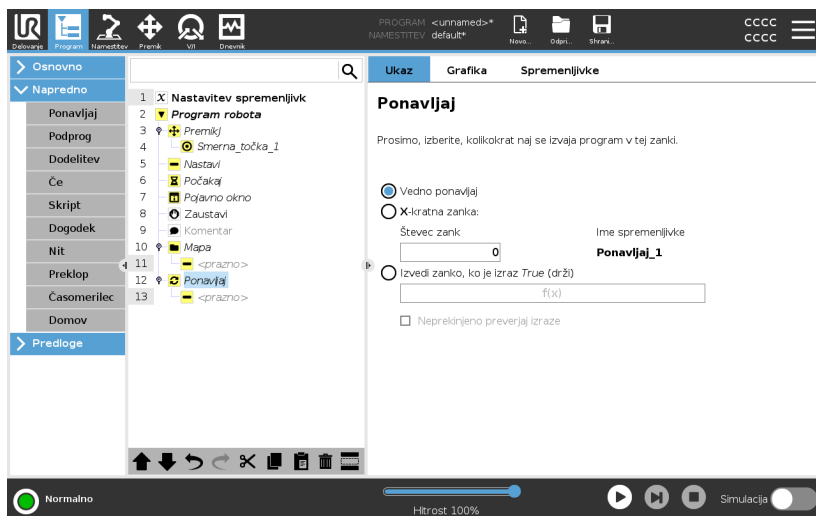 UR
PROGRAM <unnamed>*
NAMESTITEV default*
CCCC
CCCC
Delovanje Program Namestitev Premik V/I Dnevnik Novo... Odpri... Shrani...
Osnovno
Napredno
Ponavljaj
Podprog
Dodelitev
Če
Skript
Dogodek
Nit
Preklop
Časomerilec
Domov
Predloge
1 X Nastavitev spremenljivk
2 Program robota
3 Premikj
4 Smerna_točka_1
5 Nastavi
6 Počakaj
7 Pojavno okno
8 Zaustavi
9 Komentar
10 Mapa
11 <prazno>
12 Ponavljaj
13 <prazno>
Ukaz Grafika Spremenljivke
Ponavljaj
Prosimo, izberite, kolikokrat naj se izvaja program v tej zanki.
Vedno ponavljaj
X-kratna zanka:
Števec zank Ime spremenljivke
0 Ponavljaj_1
Izvedi zanko, ko je izraz True (drži)
f(x)
Neprekinjeno preverjaj izraze
Normalno
Hitrost 100%
Simulacija